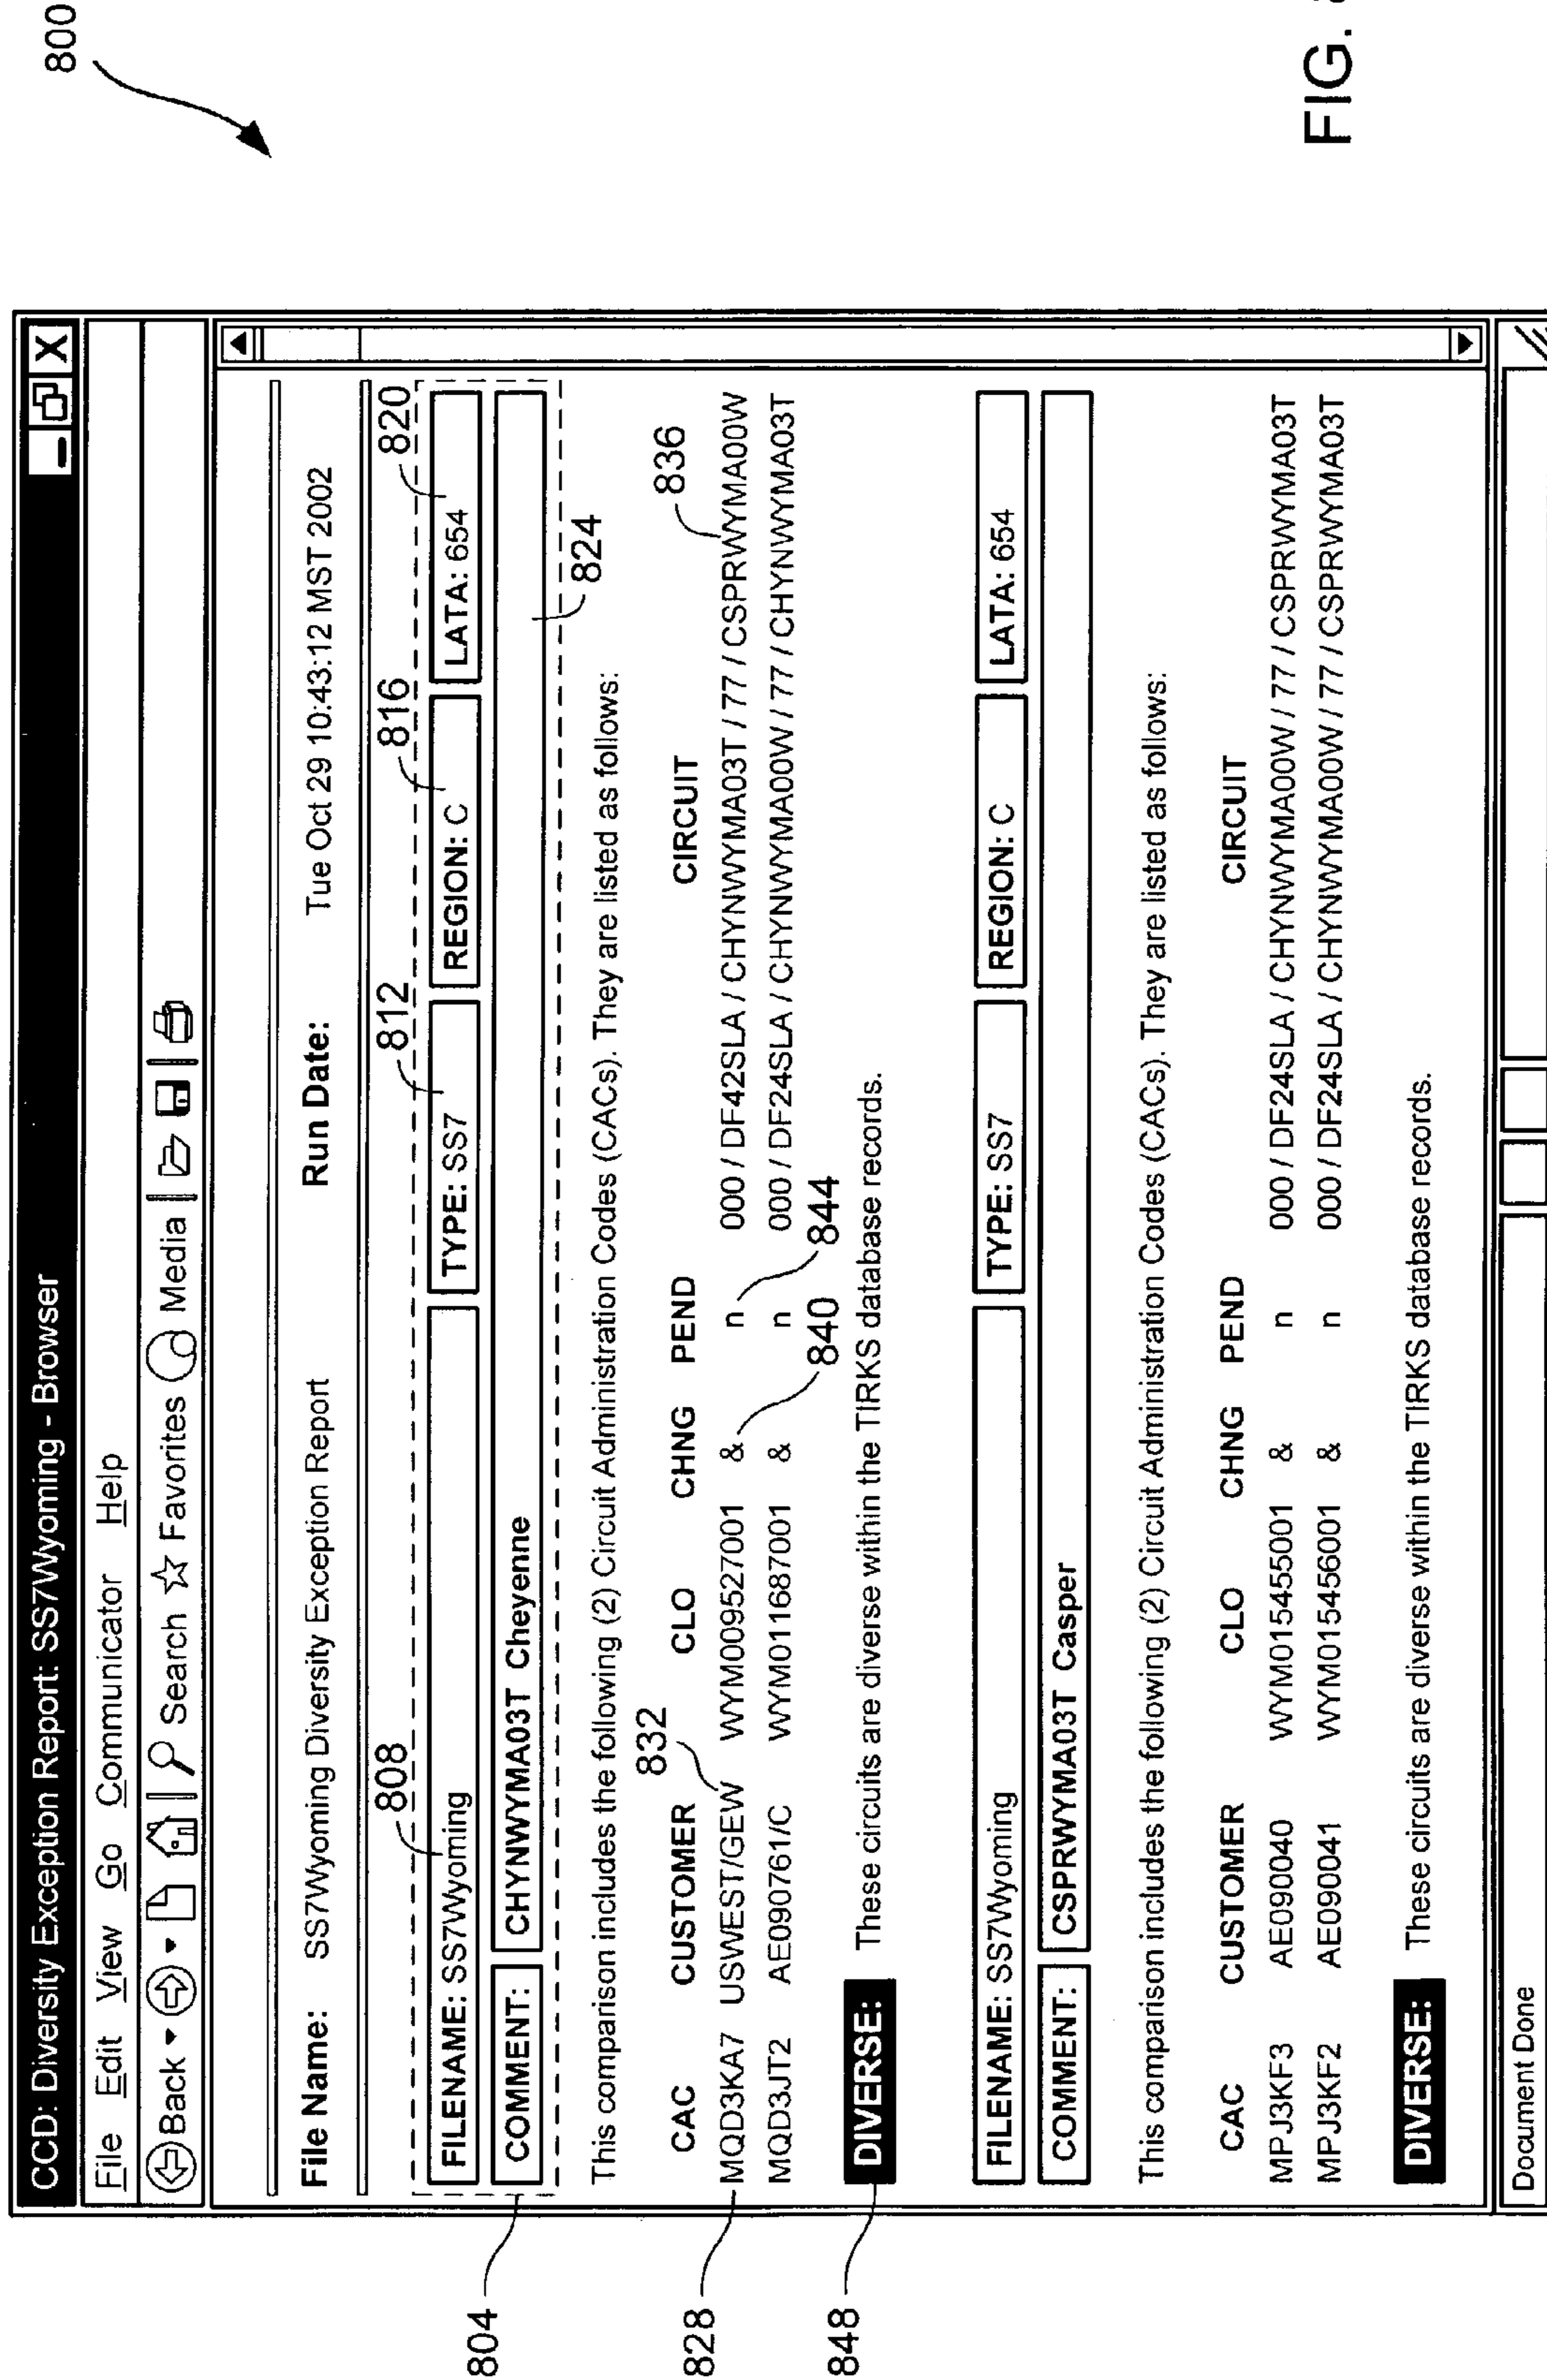 800
CCD: Diversity Exception Report: SS7Wyoming - Browser
File Edit View Go Communicator Help
Back Search Favorites Media
File Name: SS7Wyoming Diversity Exception Report Run Date: Tue Oct 29 10:43:12 MST 2002
808 812 816 820
804
FILENAME: SS7Wyoming TYPE: SS7 REGION: C LATA: 654
COMMENT: CHYNWYMA03T Cheyenne
824
This comparison includes the following (2) Circuit Administration Codes (CACs). They are listed as follows:
832 836
CAC CUSTOMER CLO CHNG PEND CIRCUIT
828
MQD3KA7 USWEST/GEW WYM009527001 & n 000 / DF42SLA / CHYNWYMA03T / 77 / CSPRWYMA00W
MQD3JT2 AE090761/C WYM011687001 & n 000 / DF24SLA / CHYNWYMA00W / 77 / CHYNWYMA03T
840 844
848
DIVERSE: These circuits are diverse within the TIRKS database records.
FILENAME: SS7Wyoming TYPE: SS7 REGION: C LATA: 654
COMMENT: CSPRWYMA03T Casper
This comparison includes the following (2) Circuit Administration Codes (CACs). They are listed as follows:
CAC CUSTOMER CLO CHNG PEND CIRCUIT
MPJ3KF3 AE090040 WYM015455001 & n 000 / DF24SLA / CHYNWYMA00W / 77 / CSPRWYMA03T
MPJ3KF2 AE090041 WYM015456001 & n 000 / DF24SLA / CHYNWYMA00W / 77 / CSPRWYMA03T
DIVERSE: These circuits are diverse within the TIRKS database records.
Document Done
FIG.